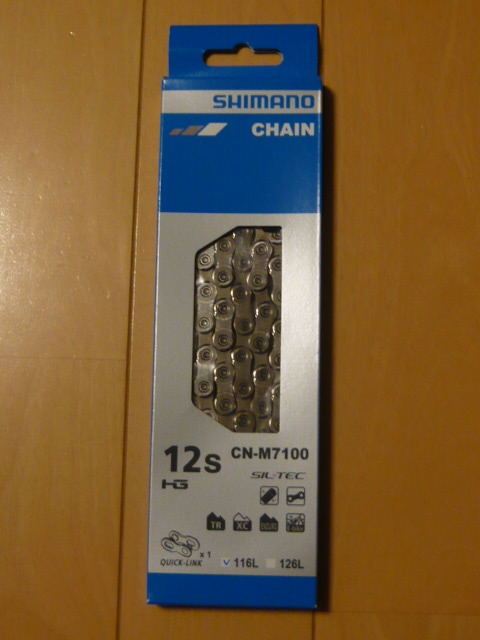 SHIMANO
CHAIN
12s
CN-M7100
HG
SIL-TEC
TR XC
x 1
QUICK-LINK
116L 126L